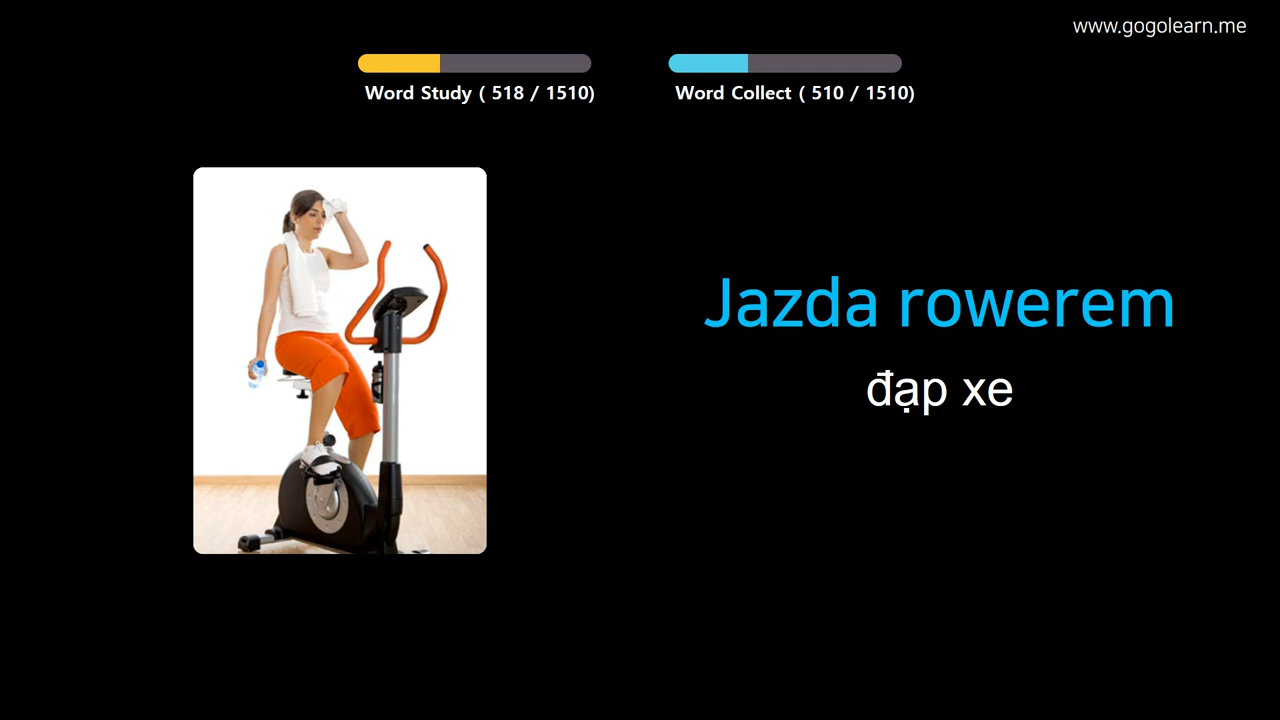 www.gogolearn.me
Word Study ( 518 / 1510)
Word Collect ( 510 / 1510)
Jazda rowerem
đạp xe